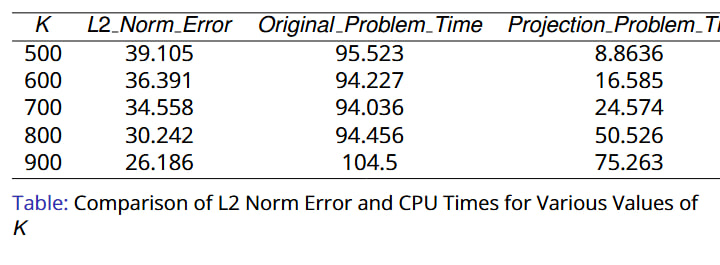 K L2_Norm_Error Original_Problem_Time Projection_Problem_Ti
500 39.105 95.523 8.8636
600 36.391 94.227 16.585
700 34.558 94.036 24.574
800 30.242 94.456 50.526
900 26.186 104.5 75.263
Table: Comparison of L2 Norm Error and CPU Times for Various Values of
K